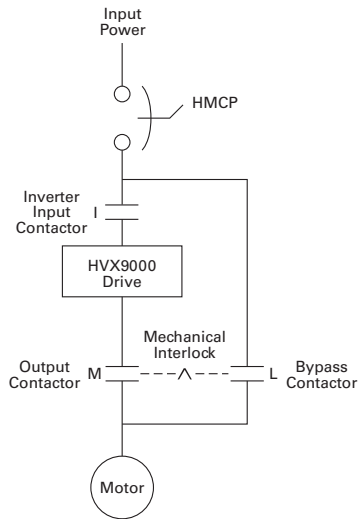 Input
Power
HMCP
Inverter
Input
Contactor
I
HVX9000
Drive
Mechanical
Interlock
Output
Contactor
M
L
Bypass
Contactor
Motor